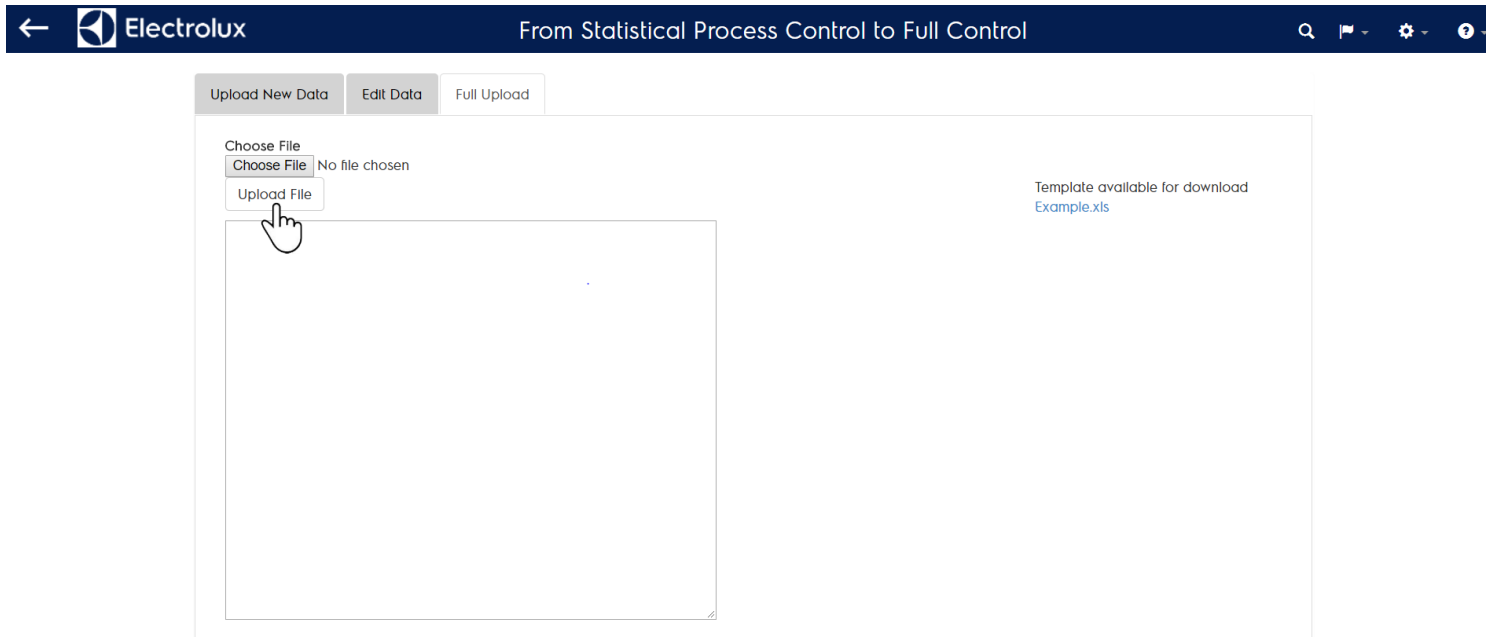 Electrolux
From Statistical Process Control to Full Control
Upload New Data
Edit Data
Full Upload
Choose File
Choose File No file chosen
Upload File
Template available for download
Example.xls